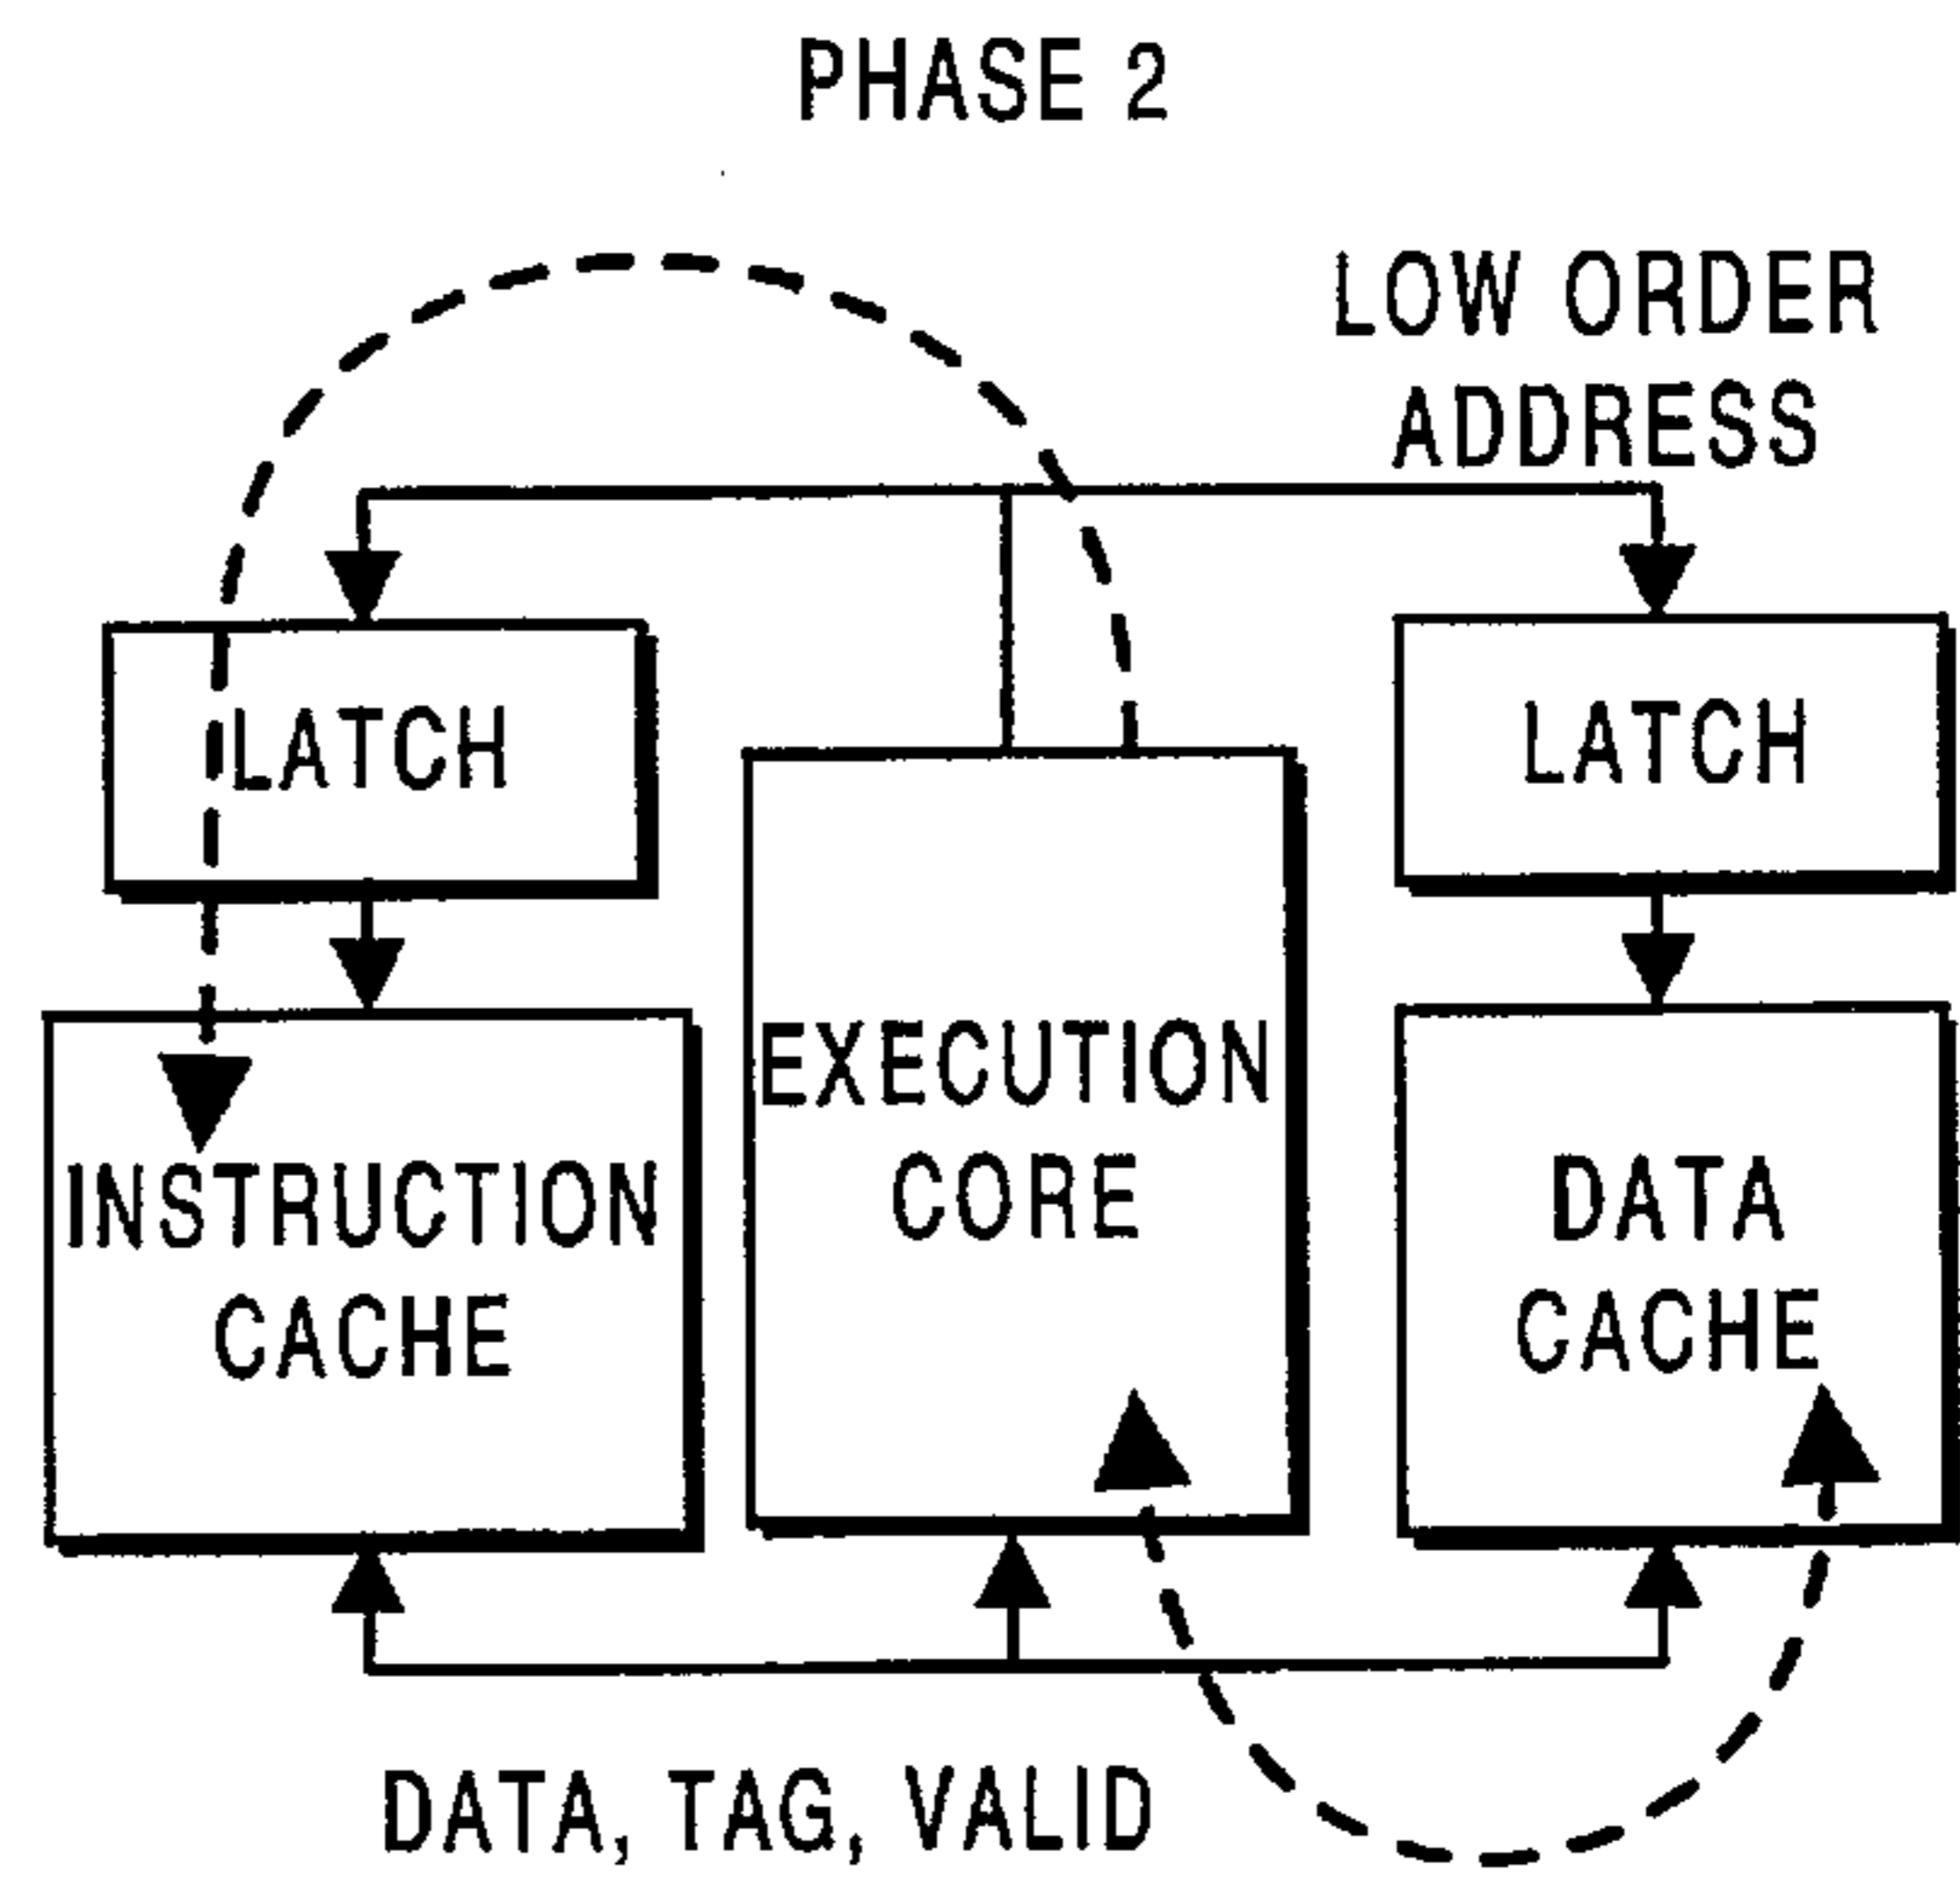 PHASE 2
LOW ORDER
ADDRESS
LATCH
LATCH
EXECUTION
CORE
INSTRUCTION
CACHE
DATA
CACHE
DATA, TAG, VALID